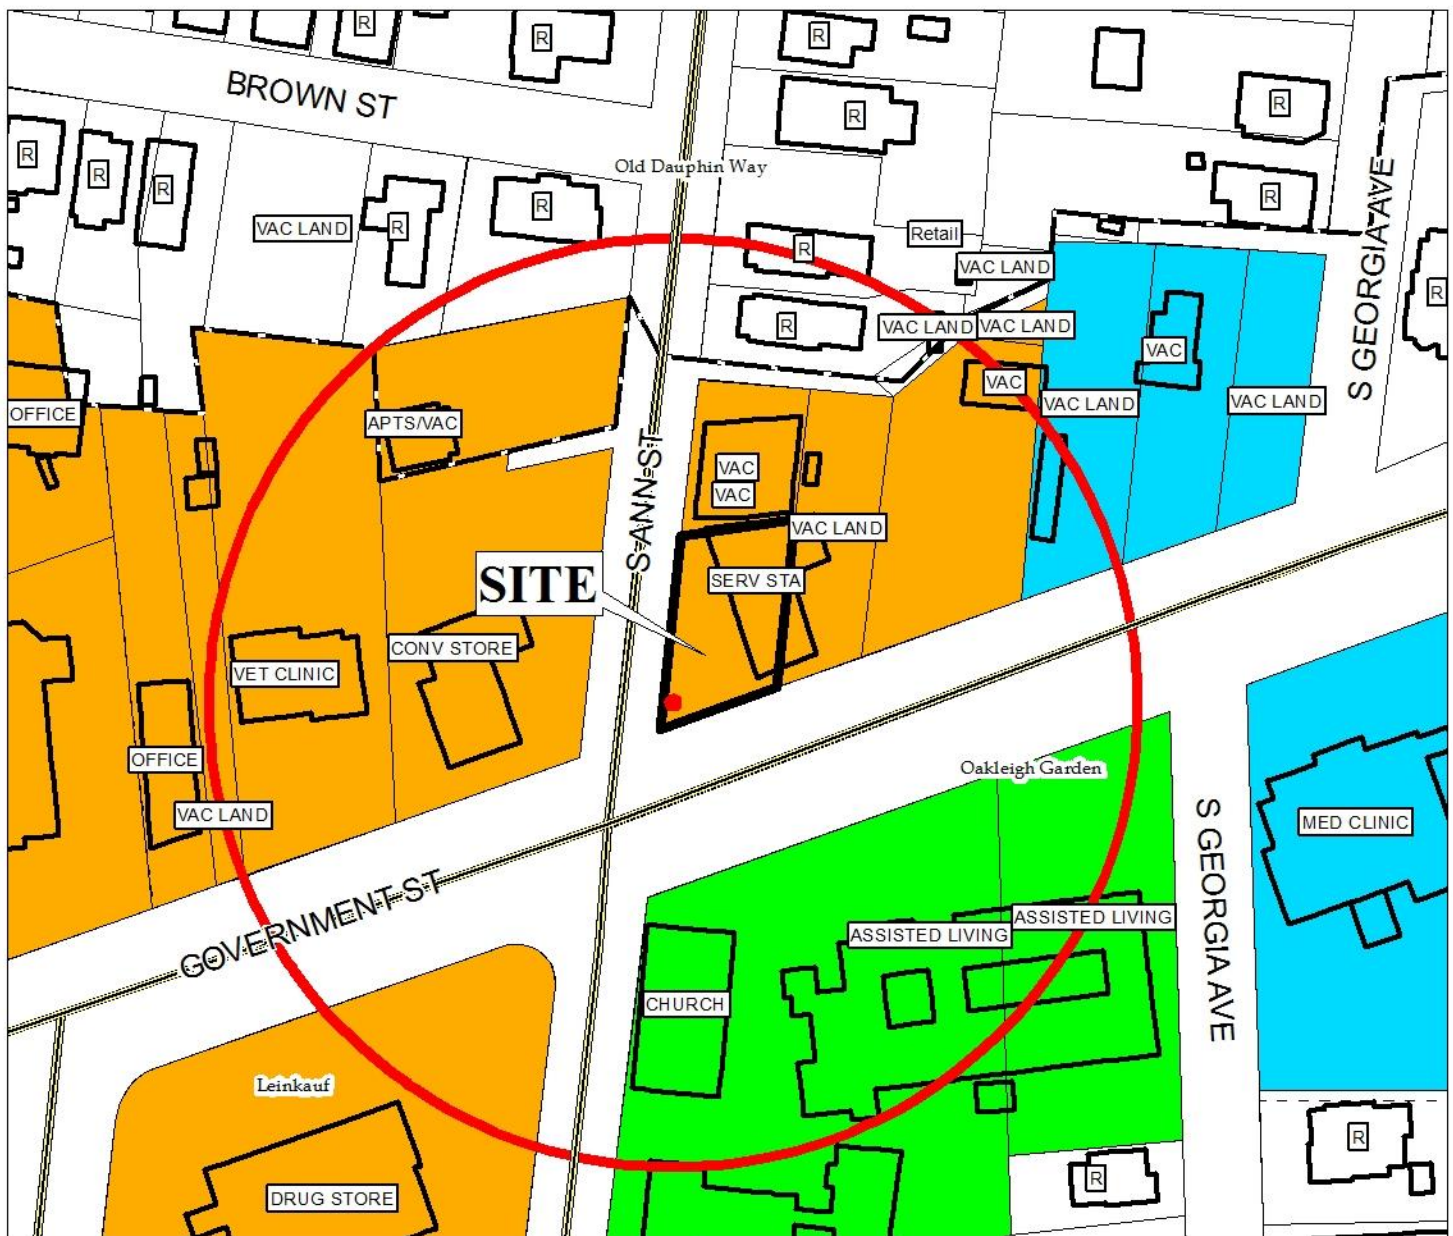 R
R
R
BROWN ST
R
R
R
R
R
Old Dauphin Way
R
R
R
R
VAC LAND
R
Retail
R
VAC LAND
R
R
VAC LAND
VAC LAND
S GEORGIA AVE
VAC
VAC
VAC LAND
VAC LAND
OFFICE
APTS/VAC
VAC
VAC
S ANN ST
VAC LAND
SERV STA
SITE
CONV STORE
VET CLINIC
OFFICE
Oakleigh Garden
VAC LAND
MED CLINIC
S GEORGIA AVE
GOVERNMENT ST
ASSISTED LIVING
ASSISTED LIVING
CHURCH
Leinkauf
R
R
DRUG STORE